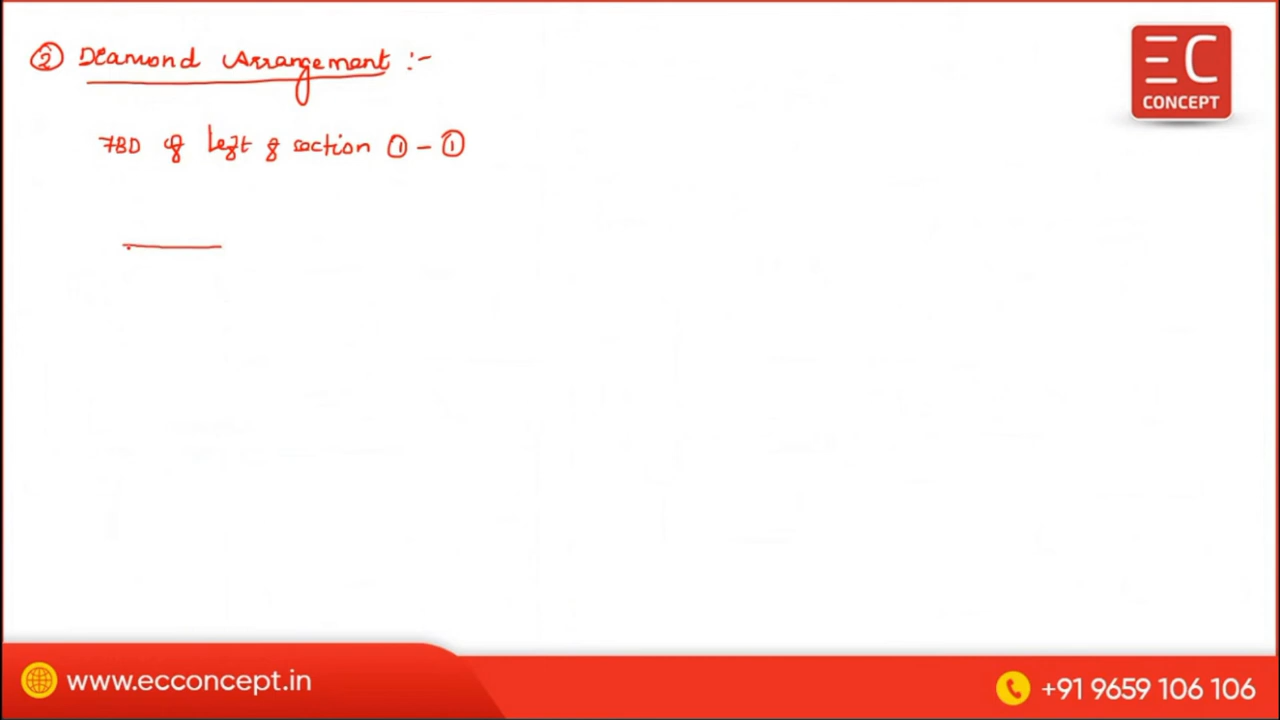 ② Diamond Arrangement :-
FBD of left of section ① - ①
EC
CONCEPT
www.ecconcept.in
+91 9659 106 106